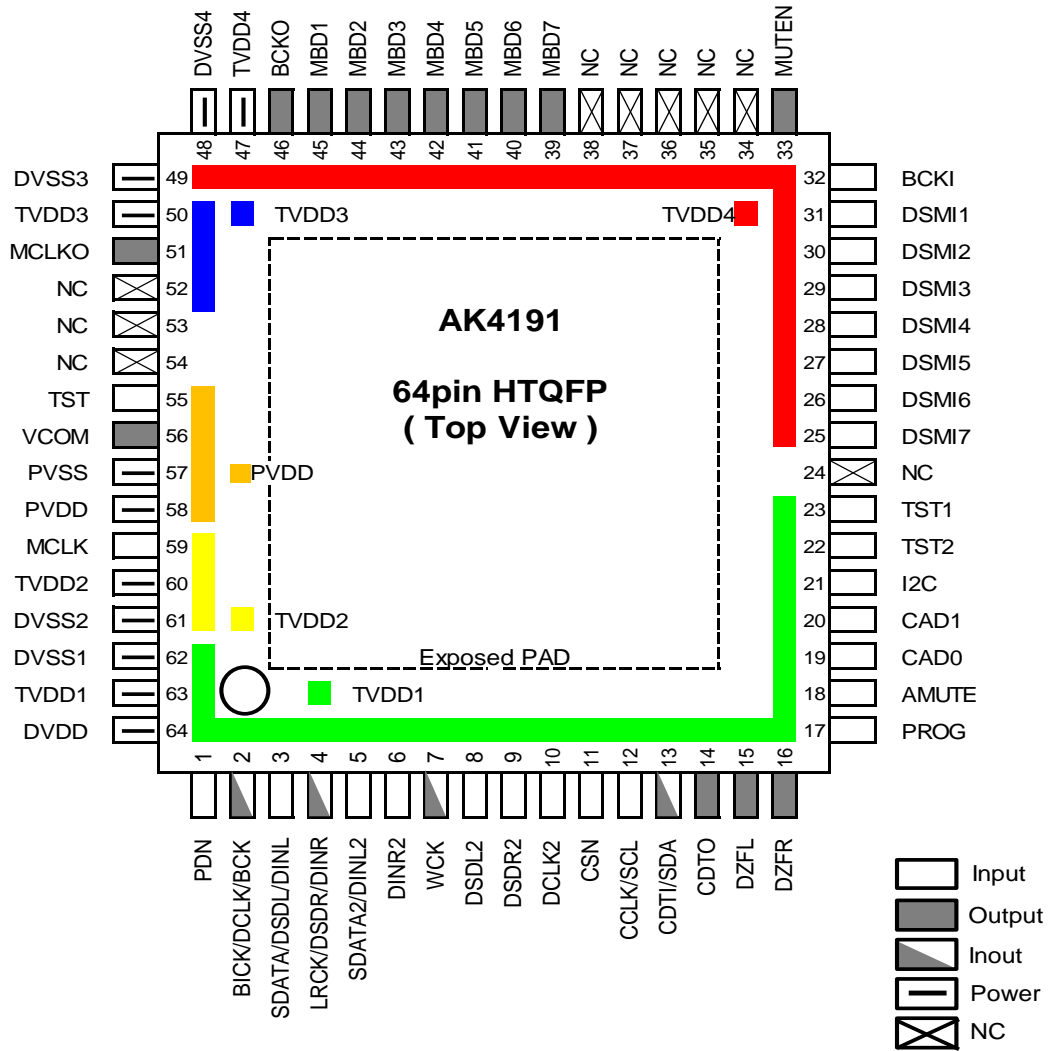 DVSS4
TVDD4
BCKO
MBD1
MBD2
MBD3
MBD4
MBD5
MBD6
MBD7
NC
NC
NC
NC
NC
MUTEN
48
47
46
45
44
43
42
41
40
39
38
37
36
35
34
33
DVSS3 49
TVDD3 50
MCLKO 51
NC 52
NC 53
NC 54
TST 55
VCOM 56
PVSS 57
PVDD 58
MCLK 59
TVDD2 60
DVSS2 61
DVSS1 62
TVDD1 63
DVDD 64
TVDD3
TVDD4
AK4191
64pin HTQFP
( Top View )
PVDD
TVDD2
Exposed PAD
TVDD1
32 BCKI
31 DSMI1
30 DSMI2
29 DSMI3
28 DSMI4
27 DSMI5
26 DSMI6
25 DSMI7
24 NC
23 TST1
22 TST2
21 I2C
20 CAD1
19 CAD0
18 AMUTE
17 PROG
1
2
3
4
5
6
7
8
9
10
11
12
13
14
15
16
PDN
BICK/DCLK/BCK
SDATA/DSDL/DINL
LRCK/DSDR/DINR
SDATA2/DINL2
DINR2
WCK
DSDL2
DSDR2
DCLK2
CSN
CCLK/SCL
CDTI/SDA
CDTO
DZFL
DZFR
Input
Output
Inout
Power
NC